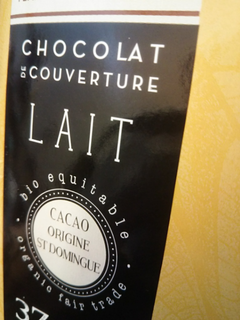 CHOCOLAT
DE COUVERTURE
LAIT
• bio equitable •
CACAO
ORIGINE
ST DOMINGUE
organic fair trade
37